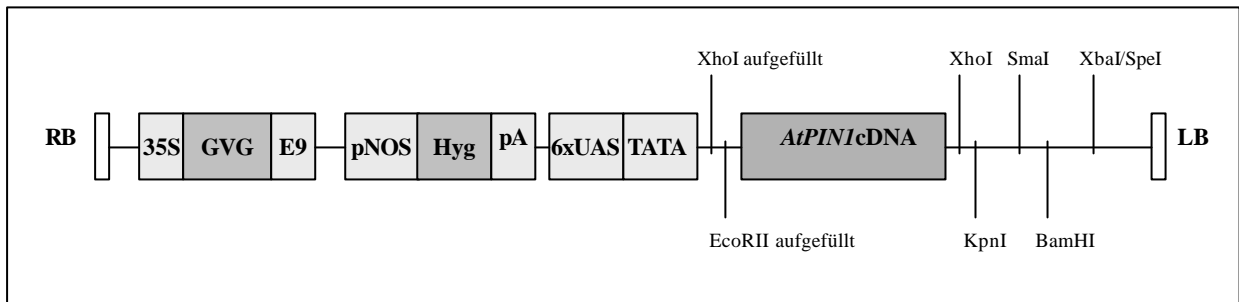 XhoI aufgefüllt XhoI SmaI XbaI/SpeI
RB 35S GVG E9 pNOS Hyg pA 6xUAS TATA AtPIN1cDNA LB
EcoRII aufgefüllt KpnI BamHI